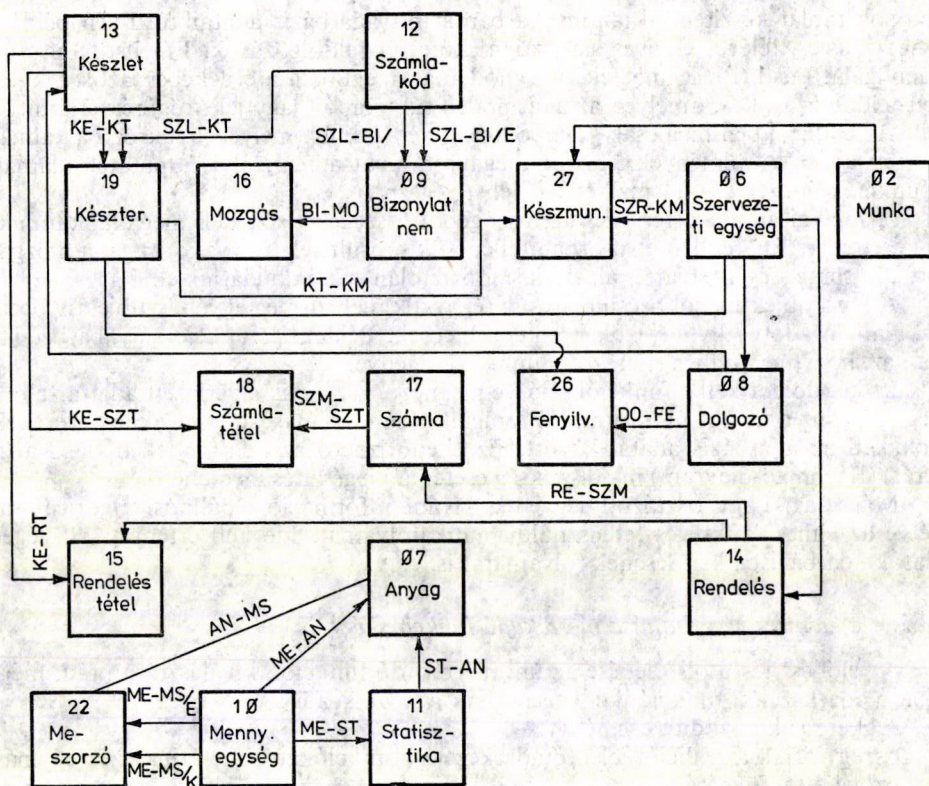 13
Készlet
12
Számla-
kód
KE-KT
SZL-KT
SZL-BI/
SZL-BI/E
19
Készter.
16
Mozgás
BI-MO
Ø9
Bizonylat
nem
27
Készmun.
SZR-KM
Ø6
Szerveze-
ti egység
Ø2
Munka
KT-KM
KE-SZT
18
Számla-
tétel
SZM-
SZT
17
Számla
26
Fenyilv.
DO-FE
Ø8
Dolgozó
RE-SZM
KE-RT
15
Rendelés
tétel
Ø7
Anyag
14
Rendelés
AN-MS
ME-AN
ST-AN
22
Me-
szorzó
ME-MS/E
ME-MS/K
1Ø
Menny.
egység
ME-ST
11
Statisz-
tika